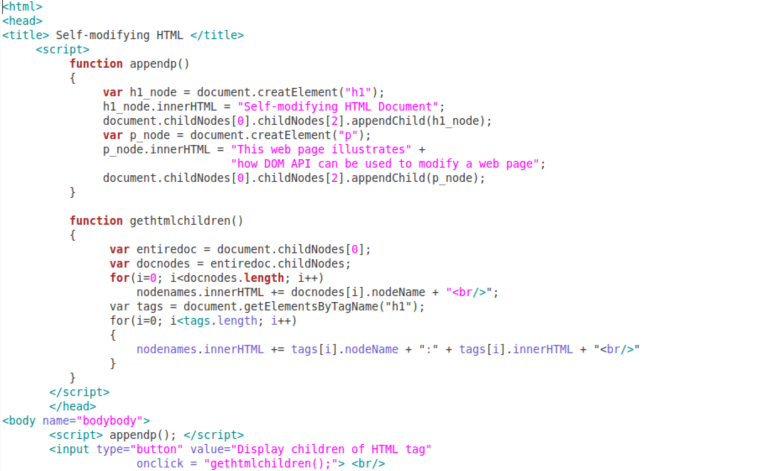 <html>
<head>
<title> Self-modifying HTML </title>
<script>
function appendp()
{
var h1_node = document.creatElement("h1");
h1_node.innerHTML = "Self-modifying HTML Document";
document.childNodes[0].childNodes[2].appendChild(h1_node);
var p_node = document.creatElement("p");
p_node.innerHTML = "This web page illustrates" +
"how DOM API can be used to modify a web page";
document.childNodes[0].childNodes[2].appendChild(p_node);
}
function gethtmlchildren()
{
var entiredoc = document.childNodes[0];
var docnodes = entiredoc.childNodes;
for(i=0; i<docnodes.length; i++)
nodenames.innerHTML += docnodes[i].nodeName + "<br/>";
var tags = document.getElementsByTagName("h1");
for(i=0; i<tags.length; i++)
{
nodenames.innerHTML += tags[i].nodeName + ":" + tags[i].innerHTML + "<br/>"
}
}
</script>
</head>
<body name="bodybody">
<script> appendp(); </script>
<input type="button" value="Display children of HTML tag"
onclick = "gethtmlchildren();"> <br/>